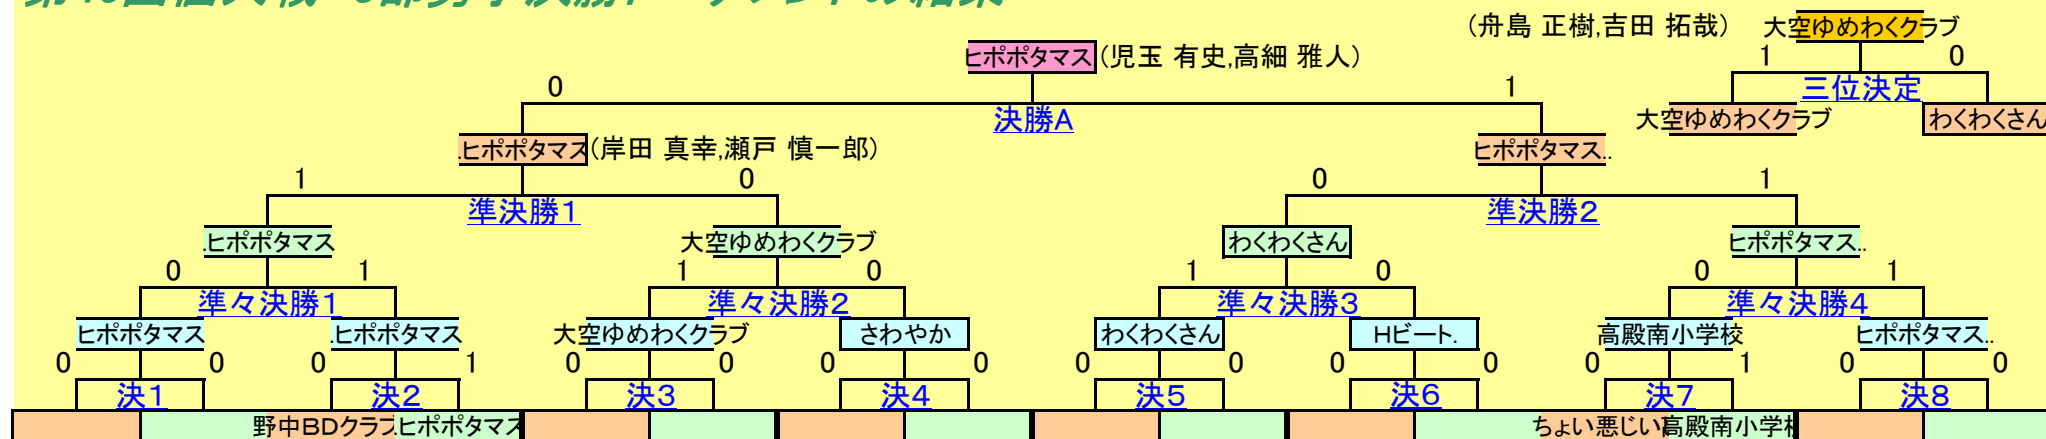 (舟島 正樹,吉田 拓哉) 大空ゆめわくクラブ
ヒポポタマス (児玉 有史,高細 雅人)
1 0
三位決定
0 1
決勝A
大空ゆめわくクラブ わくわくさん
.ヒポポタマス (岸田 真幸,瀬戸 慎一郎) ヒポポタマス..
1 0 0 1
準決勝1 準決勝2
.ヒポポタマス 大空ゆめわくクラブ わくわくさん ヒポポタマス..
0 1 1 0 1 0 0 1
準々決勝1 準々決勝2 準々決勝3 準々決勝4
ヒポポタマス .ヒポポタマス 大空ゆめわくクラブ さわやか わくわくさん Hビート. 高殿南小学校 ヒポポタマス..
0 0 0 1 0 0 0 0 0 0 0 0 0 1 0 0
決1 決2 決3 決4 決5 決6 決7 決8
野中BDクラブ .ヒポポタマス ちょい悪じい 高殿南小学校